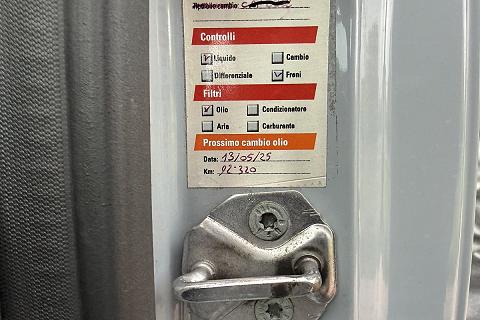 Controlli
Liquido Cambio
Differenziale Freni
Filtri
Olio Condizionatore
Aria Carburante
Prossimo cambio olio
Data: 13/05/25
Km: 92.320